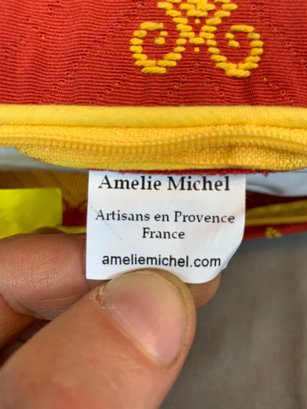 Amelie Michel
Artisans en Provence
France
ameliemichel.com